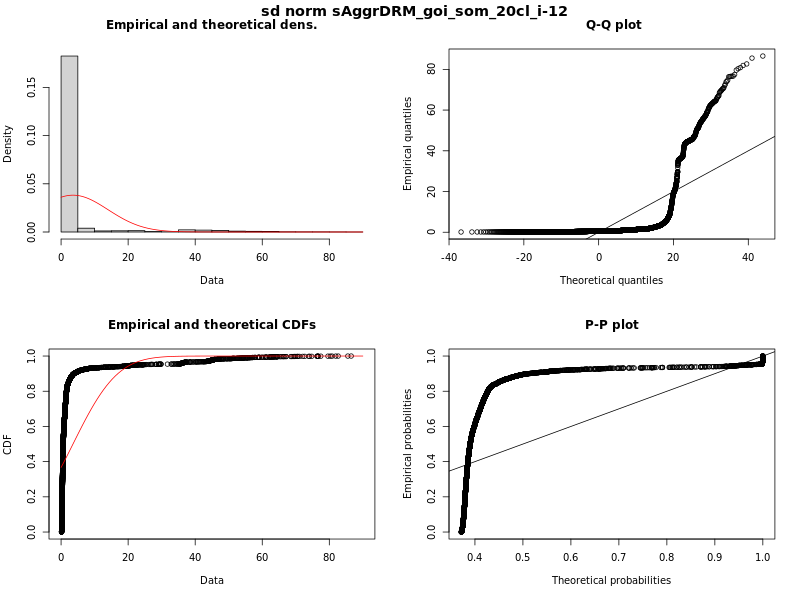 sd norm sAggrDRM_goi_som_20cl_i-12
Empirical and theoretical dens.
Density
0.00 0.05 0.10 0.15
0 20 40 60 80
Data
Q-Q plot
Empirical quantiles
0 20 40 60 80
-40 -20 0 20 40
Theoretical quantiles
Empirical and theoretical CDFs
CDF
0.0 0.2 0.4 0.6 0.8 1.0
0 20 40 60 80
Data
P-P plot
Empirical probabilities
0.0 0.2 0.4 0.6 0.8 1.0
0.4 0.5 0.6 0.7 0.8 0.9 1.0
Theoretical probabilities